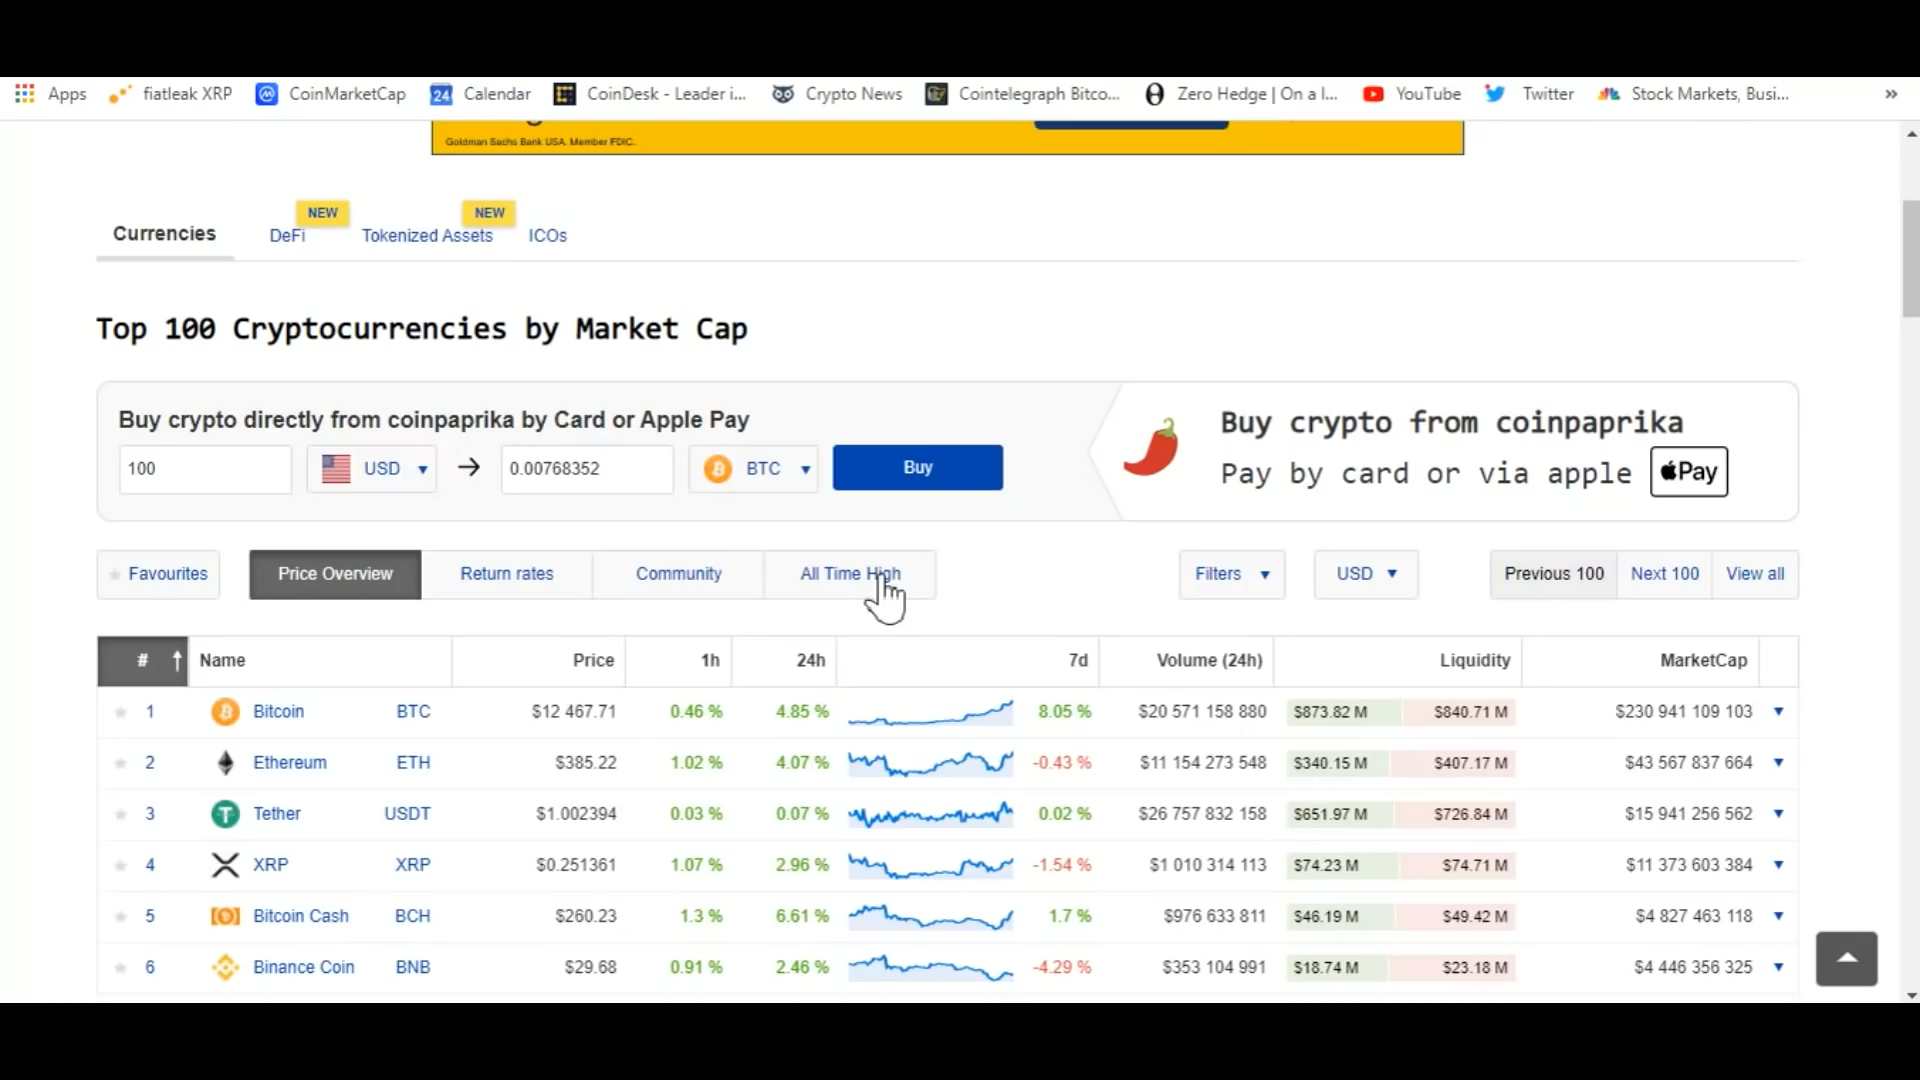 Apps fiatleak XRP CoinMarketCap 24 Calendar CoinDesk - Leader i... Crypto News Cointelegraph Bitco... Zero Hedge | On a l... YouTube Twitter Stock Markets, Busi... »
Goldman Sachs Bank USA. Member FDIC.
NEW NEW
Currencies DeFi Tokenized Assets ICOs
Top 100 Cryptocurrencies by Market Cap
Buy crypto directly from coinpaprika by Card or Apple Pay
100 USD → 0.00768352 BTC Buy
Buy crypto from coinpaprika
Pay by card or via apple Pay
Favourites Price Overview Return rates Community All Time High Filters USD Previous 100 Next 100 View all
# ↑ Name Price 1h 24h 7d Volume (24h) Liquidity MarketCap
1 Bitcoin BTC $12 467.71 0.46 % 4.85 % 8.05 % $20 571 158 880 $873.82 M $840.71 M $230 941 109 103
2 Ethereum ETH $385.22 1.02 % 4.07 % -0.43 % $11 154 273 548 $340.15 M $407.17 M $43 567 837 664
3 Tether USDT $1.002394 0.03 % 0.07 % 0.02 % $26 757 832 158 $651.97 M $726.84 M $15 941 256 562
4 XRP XRP $0.251361 1.07 % 2.96 % -1.54 % $1 010 314 113 $74.23 M $74.71 M $11 373 603 384
5 Bitcoin Cash BCH $260.23 1.3 % 6.61 % 1.7 % $976 633 811 $46.19 M $49.42 M $4 827 463 118
6 Binance Coin BNB $29.68 0.91 % 2.46 % -4.29 % $353 104 991 $18.74 M $23.18 M $4 446 356 325